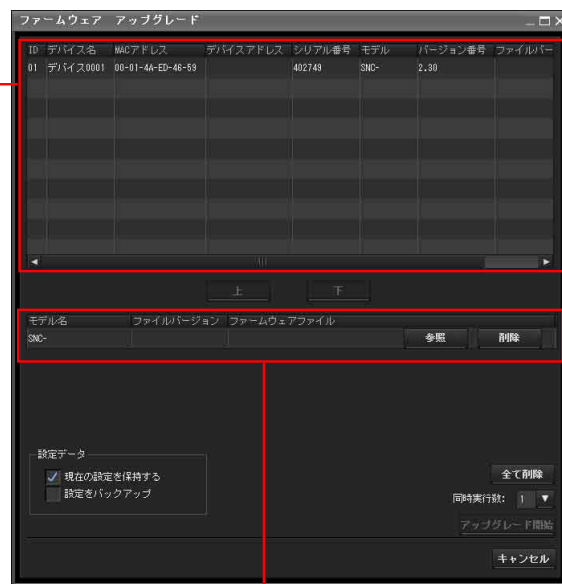 ファームウェア アップグレード
ID デバイス名 MACアドレス デバイスアドレス シリアル番号 モデル バージョン番号 ファイルバー
01 デバイス0001 00-01-4A-ED-46-59 402749 SNC- 2.30
上 下
モデル名 ファイルバージョン ファームウェアファイル
SNC- 参照 削除
設定データ
現在の設定を保持する
設定をバックアップ
全て削除
同時実行数: 1
アップグレード開始
キャンセル